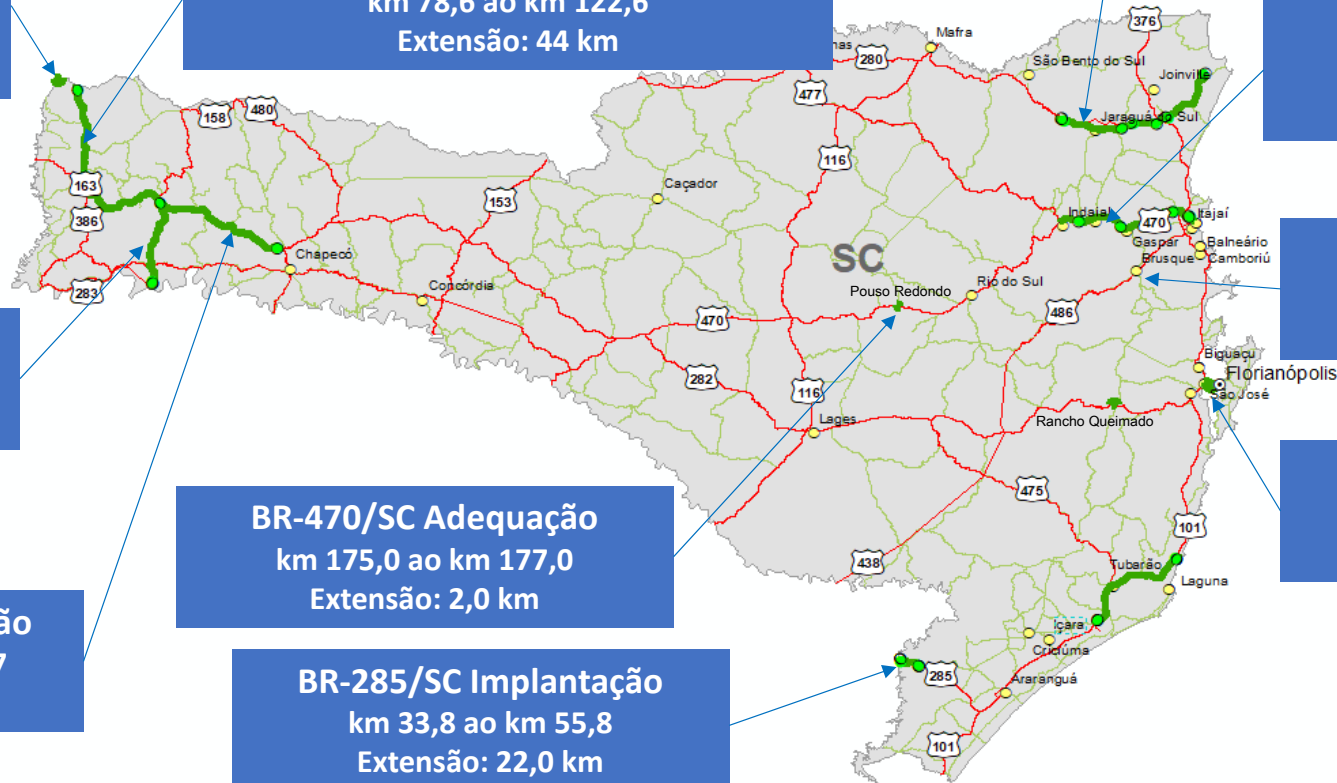 km 78,6 ao km 122,6
Extensão: 44 km
376
Mafra
280
São Bento do Sul
Joinville
477
158
480
Jaraguá do Sul
116
163
Caçador
153
386
Indaial
470
Itajaí
Gaspar
Balneário
Camboriú
Brusque
SC
Chapecó
283
Concórdia
Pouso Redondo
Rio do Sul
486
470
Biguaçu
282
Florianópolis
116
São José
Lages
Rancho Queimado
475
BR-470/SC Adequação
km 175,0 ao km 177,0
Extensão: 2,0 km
101
438
Tubarão
Laguna
ão
7
Içara
Criciúma
BR-285/SC Implantação
km 33,8 ao km 55,8
Extensão: 22,0 km
285
Araranguá
101